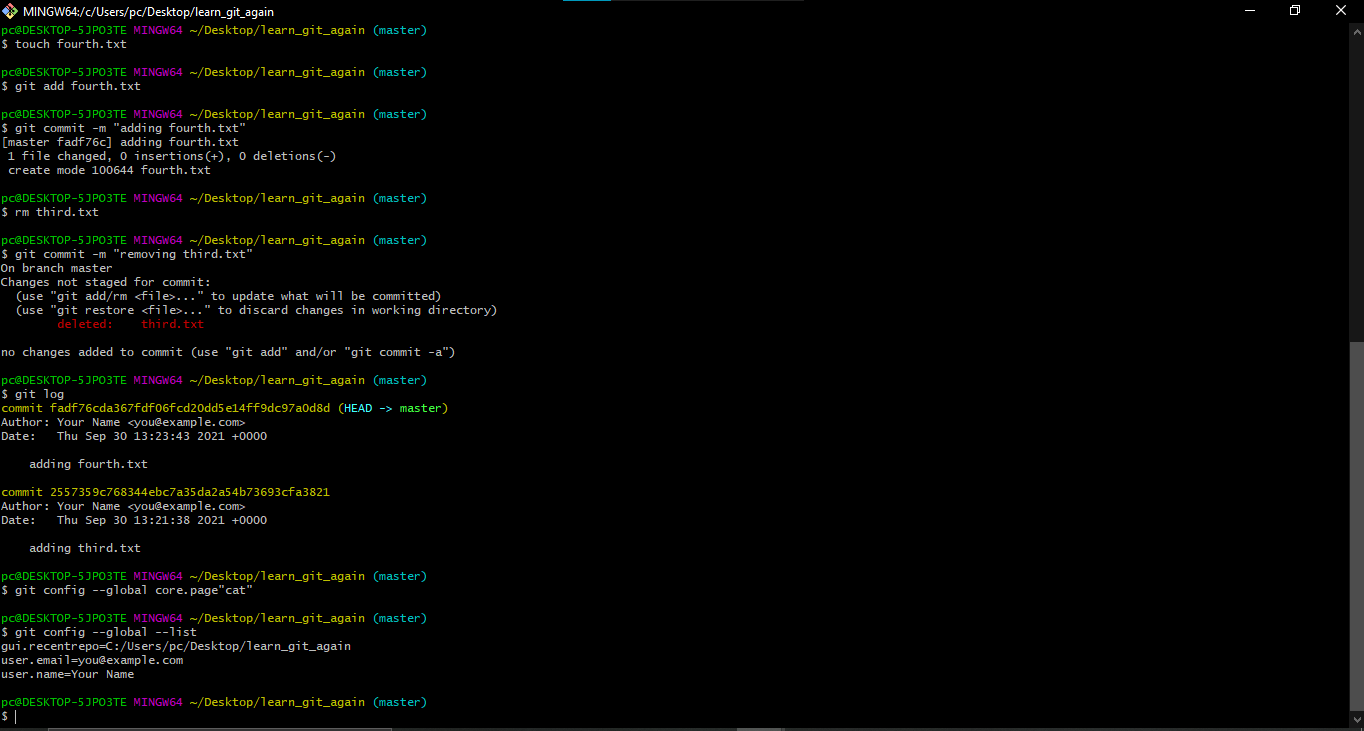 MINGW64:/c/Users/pc/Desktop/learn_git_again
pc@DESKTOP-5JPO3TE MINGW64 ~/Desktop/learn_git_again (master)
$ touch fourth.txt
pc@DESKTOP-5JPO3TE MINGW64 ~/Desktop/learn_git_again (master)
$ git add fourth.txt
pc@DESKTOP-5JPO3TE MINGW64 ~/Desktop/learn_git_again (master)
$ git commit -m "adding fourth.txt"
[master fadf76c] adding fourth.txt
 1 file changed, 0 insertions(+), 0 deletions(-)
 create mode 100644 fourth.txt
pc@DESKTOP-5JPO3TE MINGW64 ~/Desktop/learn_git_again (master)
$ rm third.txt
pc@DESKTOP-5JPO3TE MINGW64 ~/Desktop/learn_git_again (master)
$ git commit -m "removing third.txt"
On branch master
Changes not staged for commit:
  (use "git add/rm <file>..." to update what will be committed)
  (use "git restore <file>..." to discard changes in working directory)
        deleted:    third.txt
no changes added to commit (use "git add" and/or "git commit -a")
pc@DESKTOP-5JPO3TE MINGW64 ~/Desktop/learn_git_again (master)
$ git log
commit fadf76cda367fdf06fcd20dd5e14ff9dc97a0d8d (HEAD -> master)
Author: Your Name <you@example.com>
Date:   Thu Sep 30 13:23:43 2021 +0000
    adding fourth.txt
commit 2557359c768344ebc7a35da2a54b73693cfa3821
Author: Your Name <you@example.com>
Date:   Thu Sep 30 13:21:38 2021 +0000
    adding third.txt
pc@DESKTOP-5JPO3TE MINGW64 ~/Desktop/learn_git_again (master)
$ git config --global core.page"cat"
pc@DESKTOP-5JPO3TE MINGW64 ~/Desktop/learn_git_again (master)
$ git config --global --list
gui.recentrepo=C:/Users/pc/Desktop/learn_git_again
user.email=you@example.com
user.name=Your Name
pc@DESKTOP-5JPO3TE MINGW64 ~/Desktop/learn_git_again (master)
$